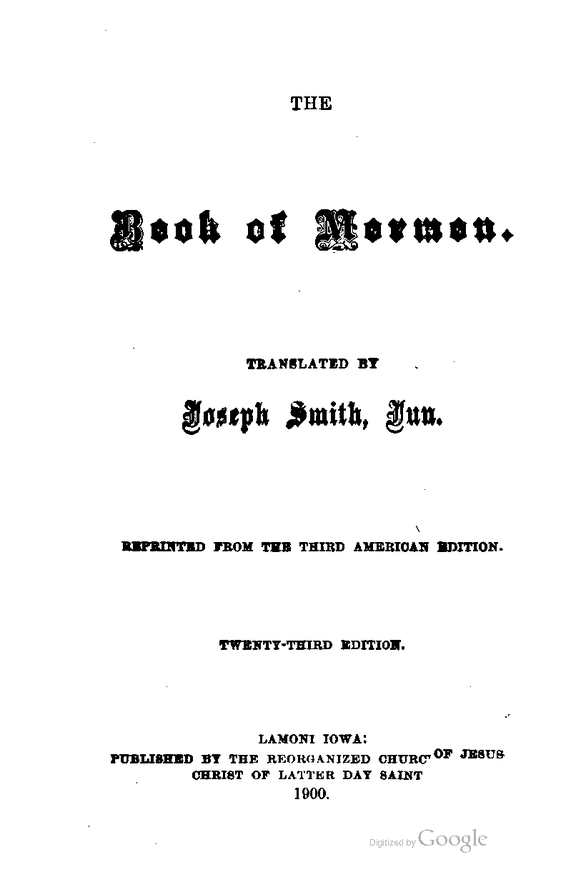 THE
Book of Mormon.
TRANSLATED BY
Joseph Smith, Jun.
REPRINTED FROM THE THIRD AMERICAN EDITION.
TWENTY-THIRD EDITION.
LAMONI IOWA:
PUBLISHED BY THE REORGANIZED CHURC OF JESUS
CHRIST OF LATTER DAY SAINT
1900.
Digitized by Google